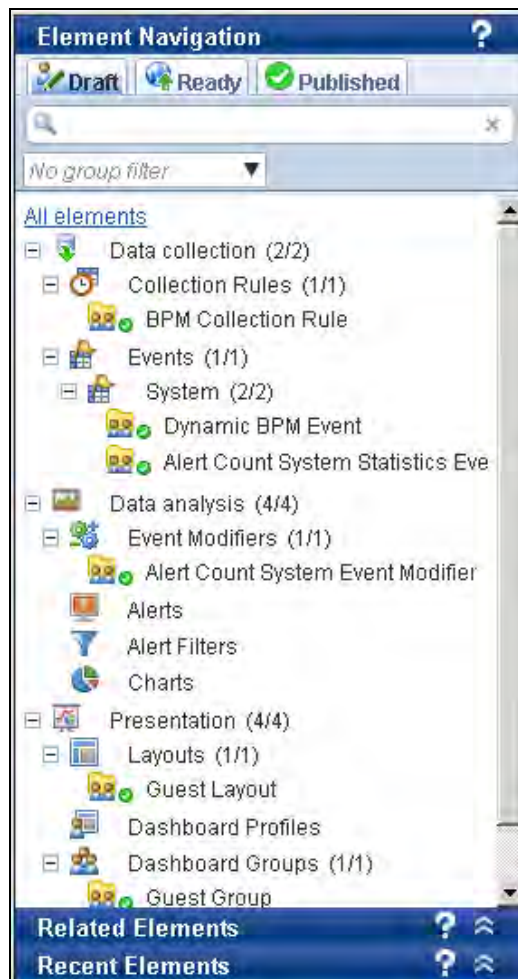 Element Navigation ?
Draft Ready Published
No group filter
All elements
Data collection (2/2)
Collection Rules (1/1)
BPM Collection Rule
Events (1/1)
System (2/2)
Dynamic BPM Event
Alert Count System Statistics Eve
Data analysis (4/4)
Event Modifiers (1/1)
Alert Count System Event Modifier
Alerts
Alert Filters
Charts
Presentation (4/4)
Layouts (1/1)
Guest Layout
Dashboard Profiles
Dashboard Groups (1/1)
Guest Group
Related Elements ?
Recent Elements ?